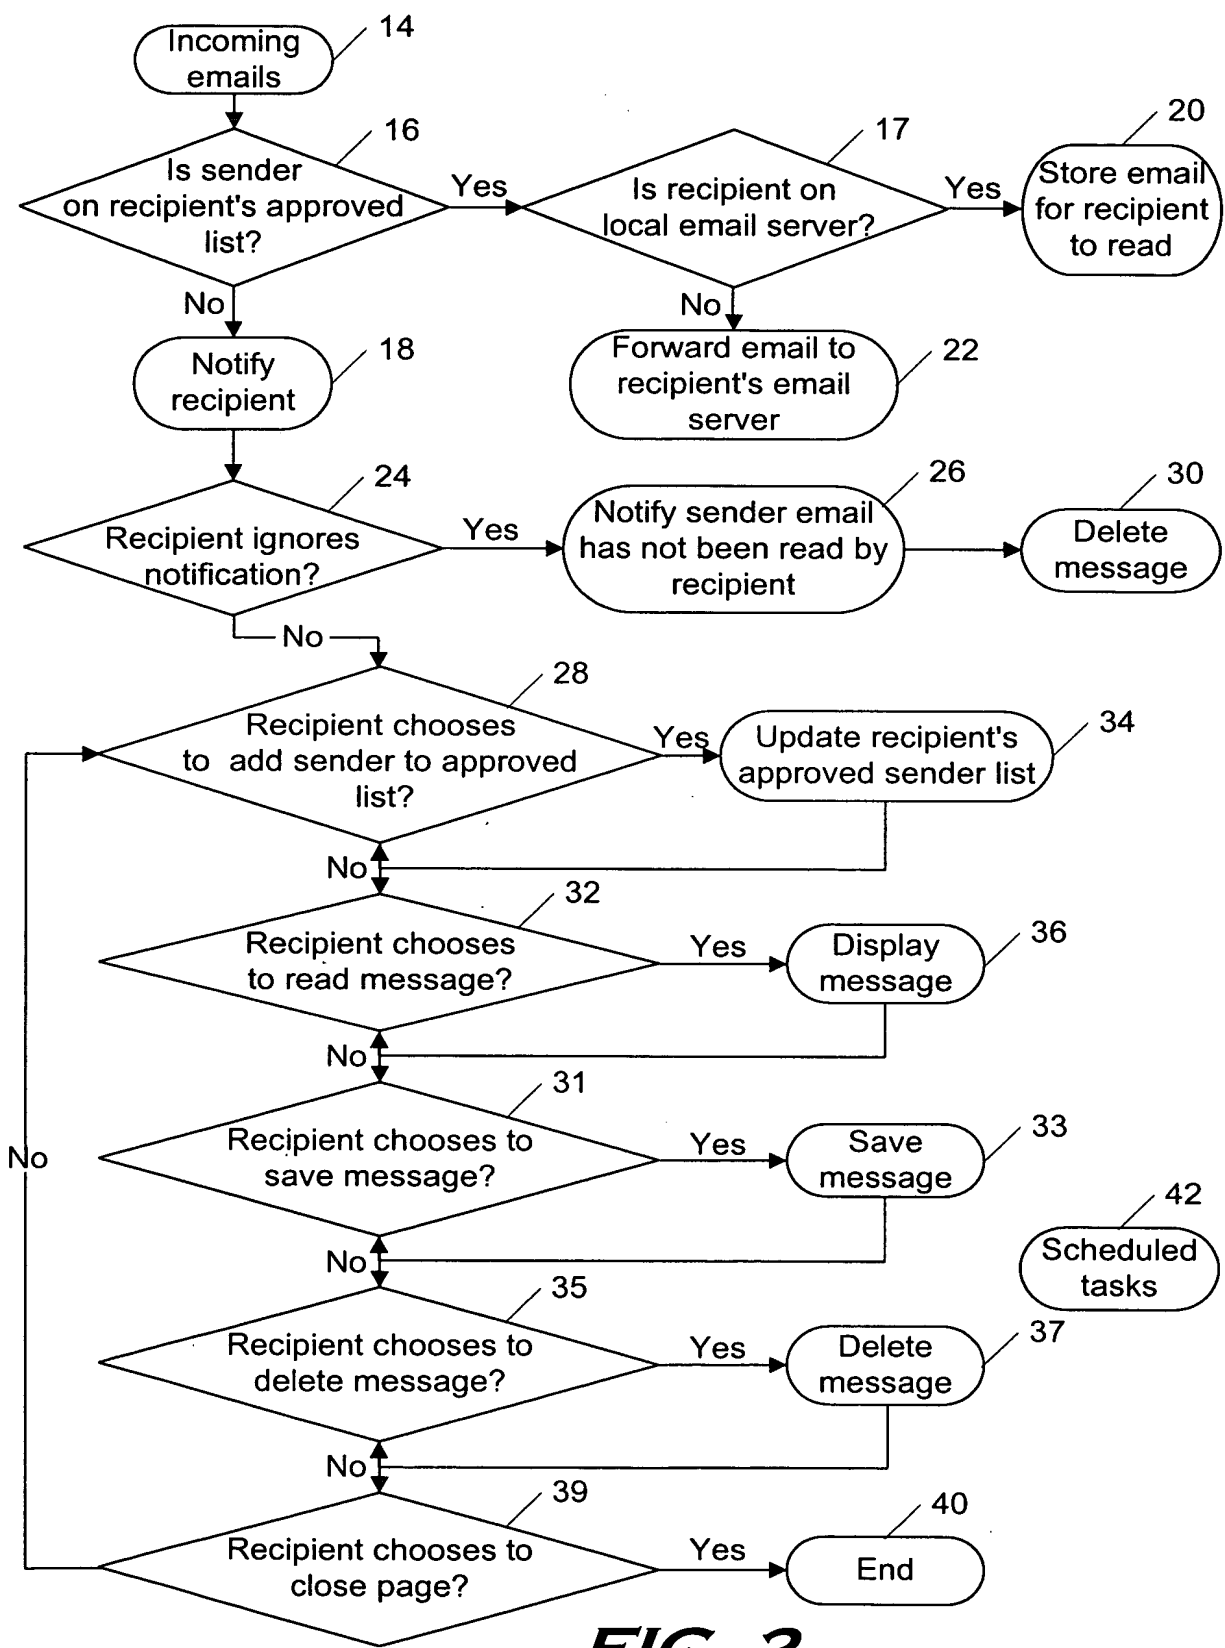 Incoming
emails
14
Is sender
on recipient's approved
list?
16
Yes
Is recipient on
local email server?
17
Yes
Store email
for recipient
to read
20
No
No
Notify
recipient
18
Forward email to
recipient's email
server
22
Recipient ignores
notification?
24
Yes
Notify sender email
has not been read by
recipient
26
Delete
message
30
No
Recipient chooses
to add sender to approved
list?
28
Yes
Update recipient's
approved sender list
34
No
Recipient chooses
to read message?
32
Yes
Display
message
36
No
Recipient chooses to
save message?
31
Yes
Save
message
33
No
No
Scheduled
tasks
42
Recipient chooses to
delete message?
35
Yes
Delete
message
37
No
Recipient chooses to
close page?
39
Yes
End
40